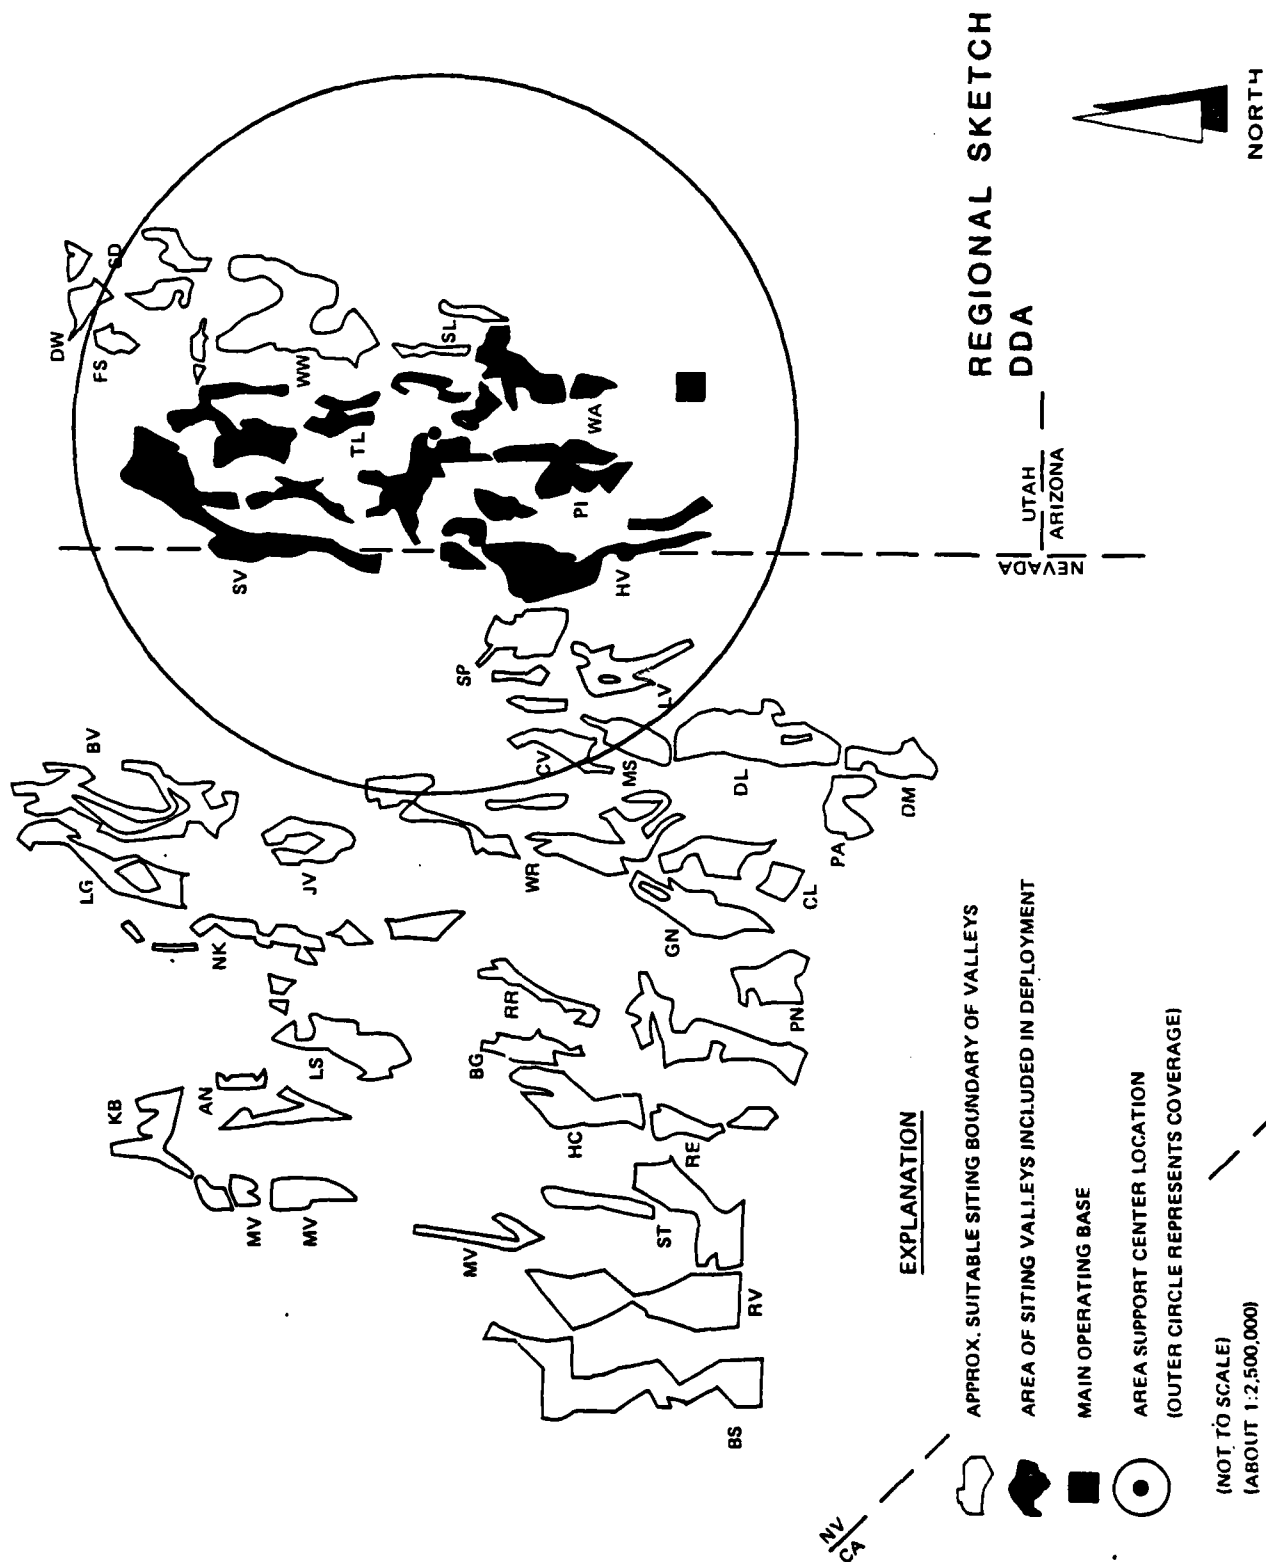 REGIONAL SKETCH
DDA
NORTH
DW
FS
SD
WW
SL
TL
WA
PI
SV
HV
SP
LV
CV
MS
DL
DM
PA
BV
LG
JV
NK
WR
GN
CL
RR
BG
PN
LS
AN
KB
HC
RE
MV
MV
MV
ST
RV
BS
UTAH
ARIZONA
NEVADA
NV
CA
EXPLANATION
APPROX. SUITABLE SITING BOUNDARY OF VALLEYS
AREA OF SITING VALLEYS INCLUDED IN DEPLOYMENT
MAIN OPERATING BASE
AREA SUPPORT CENTER LOCATION
(OUTER CIRCLE REPRESENTS COVERAGE)
(NOT TO SCALE)
(ABOUT 1:2,500,000)